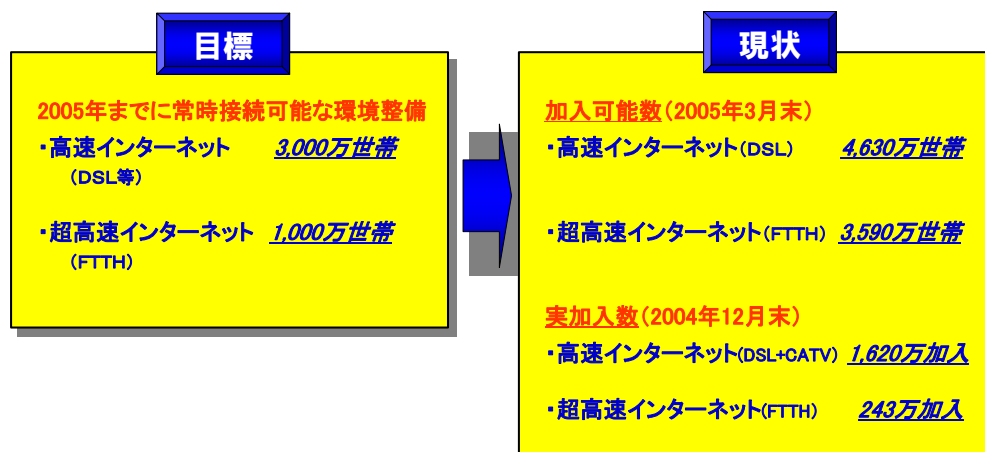 目標
2005年までに常時接続可能な環境整備
・高速インターネット 3,000万世帯
(DSL等)
・超高速インターネット 1,000万世帯
(FTTH)
現状
加入可能数(2005年3月末)
・高速インターネット(DSL) 4,630万世帯
・超高速インターネット(FTTH) 3,590万世帯
実加入数(2004年12月末)
・高速インターネット(DSL+CATV) 1,620万加入
・超高速インターネット(FTTH) 243万加入